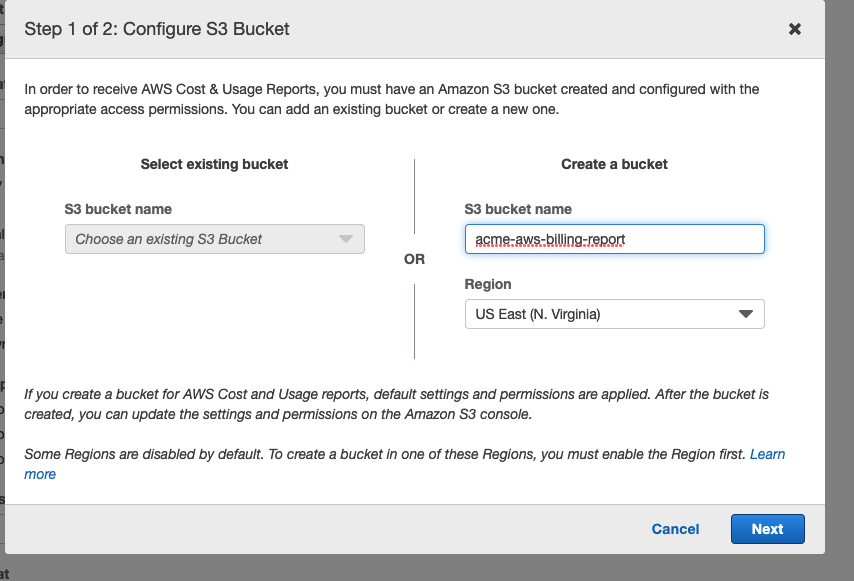 Step 1 of 2: Configure S3 Bucket
In order to receive AWS Cost & Usage Reports, you must have an Amazon S3 bucket created and configured with the
appropriate access permissions. You can add an existing bucket or create a new one.
Select existing bucket
S3 bucket name
Choose an existing S3 Bucket
OR
Create a bucket
S3 bucket name
acme-aws-billing-report
Region
US East (N. Virginia)
If you create a bucket for AWS Cost and Usage reports, default settings and permissions are applied. After the bucket is
created, you can update the settings and permissions on the Amazon S3 console.
Some Regions are disabled by default. To create a bucket in one of these Regions, you must enable the Region first. Learn
more
Cancel
Next